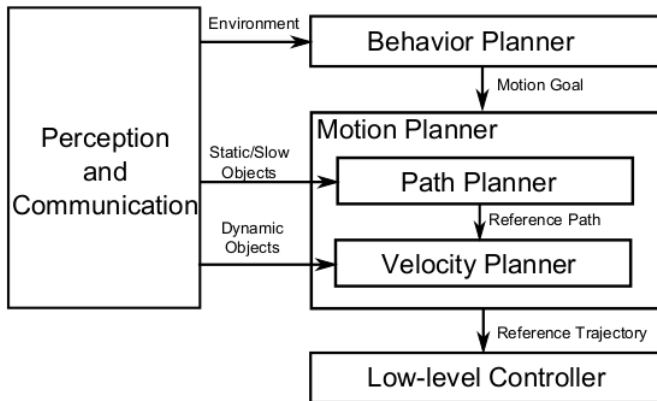 Environment
Behavior Planner
Motion Goal
Perception
and
Communication
Motion Planner
Static/Slow
Objects
Path Planner
Reference Path
Dynamic
Objects
Velocity Planner
Reference Trajectory
Low-level Controller